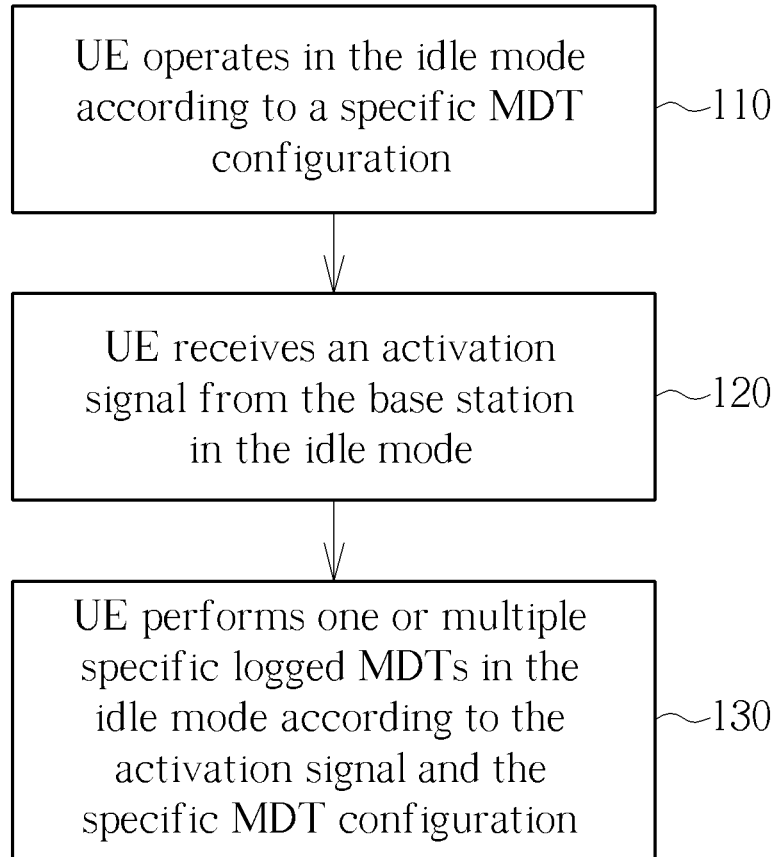 UE operates in the idle mode
according to a specific MDT
configuration
110
UE receives an activation
signal from the base station
in the idle mode
120
UE performs one or multiple
specific logged MDTs in the
idle mode according to the
activation signal and the
specific MDT configuration
130